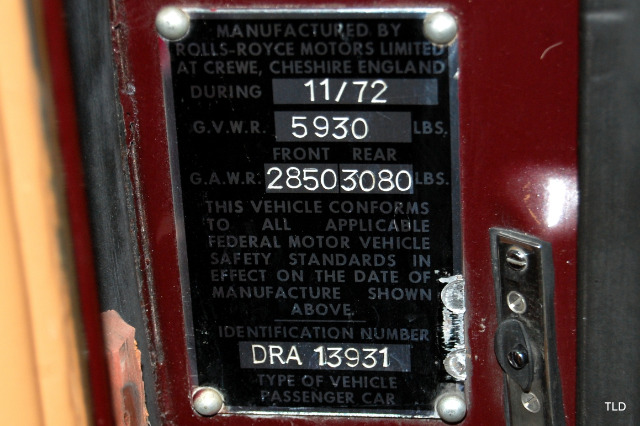 MANUFACTURED BY
ROLLS-ROYCE MOTORS LIMITED
AT CREWE, CHESHIRE ENGLAND
DURING 11/72
G.V.W.R. 5930 LBS.
FRONT REAR
G.A.W.R. 2850 3080 LBS.
THIS VEHICLE CONFORMS
TO ALL APPLICABLE
FEDERAL MOTOR VEHICLE
SAFETY STANDARDS IN
EFFECT ON THE DATE OF
MANUFACTURE SHOWN
ABOVE.
IDENTIFICATION NUMBER
DRA 13931
TYPE OF VEHICLE
PASSENGER CAR
TLD